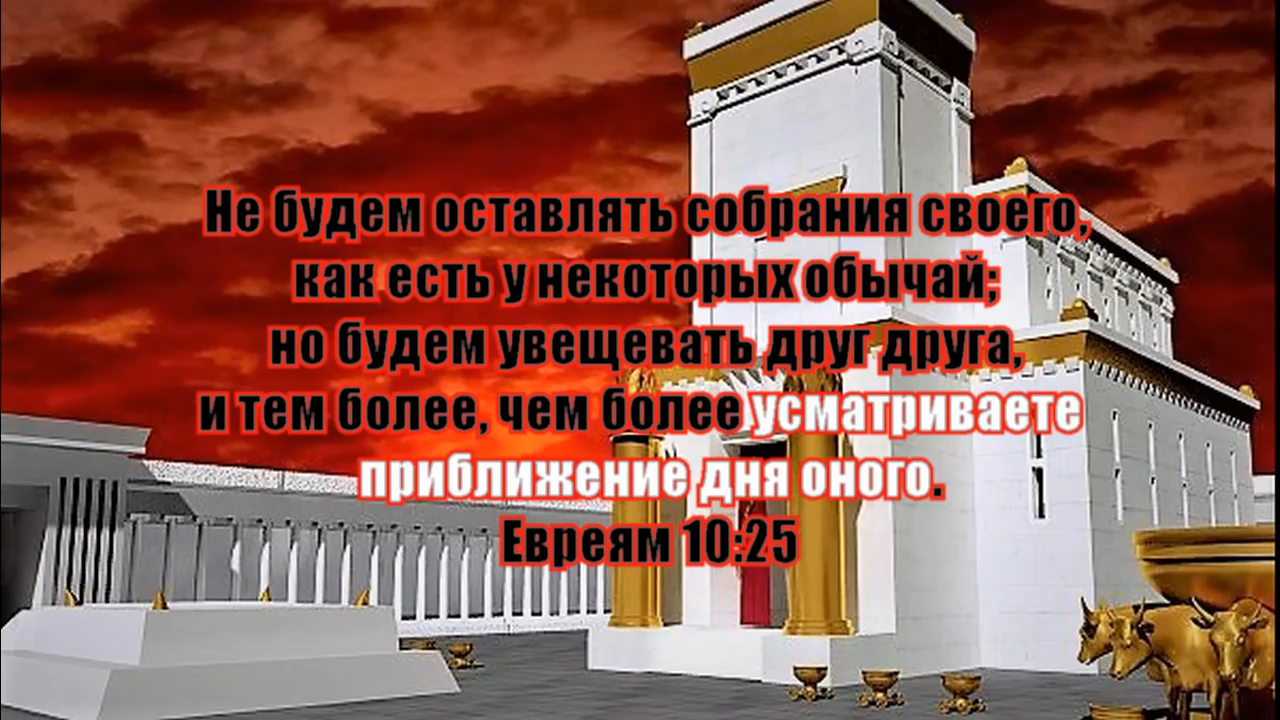 Не будем оставлять собрания своего,
как есть у некоторых обычай;
но будем увещевать друг друга,
и тем более, чем более усматриваете
приближение дня оного.
Евреям 10:25